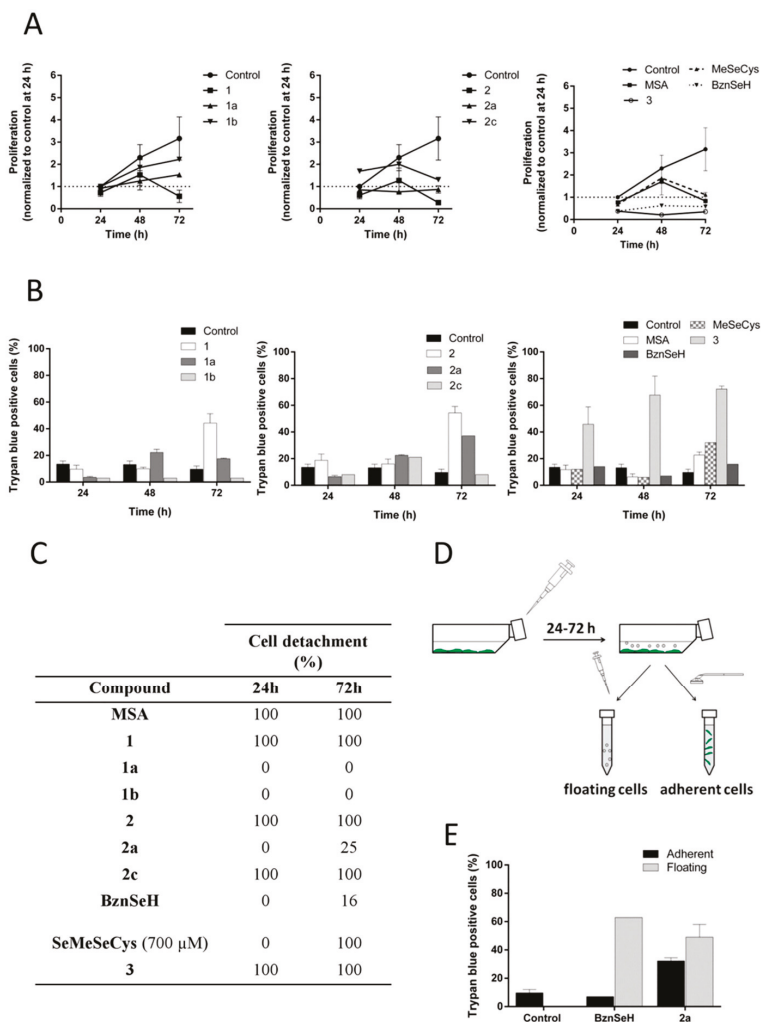 A
Proliferation
(normalized to control at 24 h)
6
5
4
3
2
1
0
0 24 48 72
Time (h)
Control
1
1a
1b
Proliferation
(normalized to control at 24 h)
6
5
4
3
2
1
0
0 24 48 72
Time (h)
Control
2
2a
2c
Proliferation
(normalized to control at 24 h)
6
5
4
3
2
1
0
0 24 48 72
Time (h)
Control MeSeCys
MSA BznSeH
3
B
Trypan blue positive cells (%)
100
80
60
40
20
0
24 48 72
Time (h)
Control
1
1a
1b
Trypan blue positive cells (%)
100
80
60
40
20
0
24 48 72
Time (h)
Control
2
2a
2c
Trypan blue positive cells (%)
100
80
60
40
20
0
24 48 72
Time (h)
Control MeSeCys
MSA 3
BznSeH
C
Cell detachment
(%)
Compound 24h 72h
MSA 100 100
1 100 100
1a 0 0
1b 0 0
2 100 100
2a 0 25
2c 100 100
BznSeH 0 16
SeMeSeCys (700 µM) 0 100
3 100 100
D
24-72 h
floating cells adherent cells
E
Trypan blue positive cells (%)
100
80
60
40
20
0
Control BznSeH 2a
Adherent
Floating